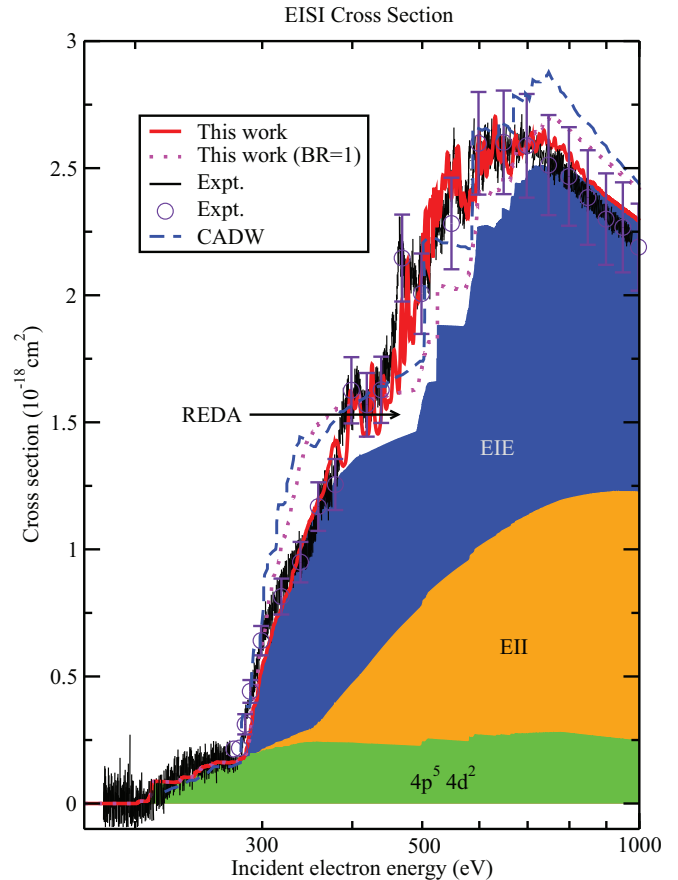 EISI Cross Section
3
2.5
2
1.5
1
0.5
0
Cross section (10⁻¹⁸ cm²)
This work
This work (BR=1)
Expt.
Expt.
CADW
REDA
EIE
EII
4p⁵ 4d²
300
500
1000
Incident electron energy (eV)